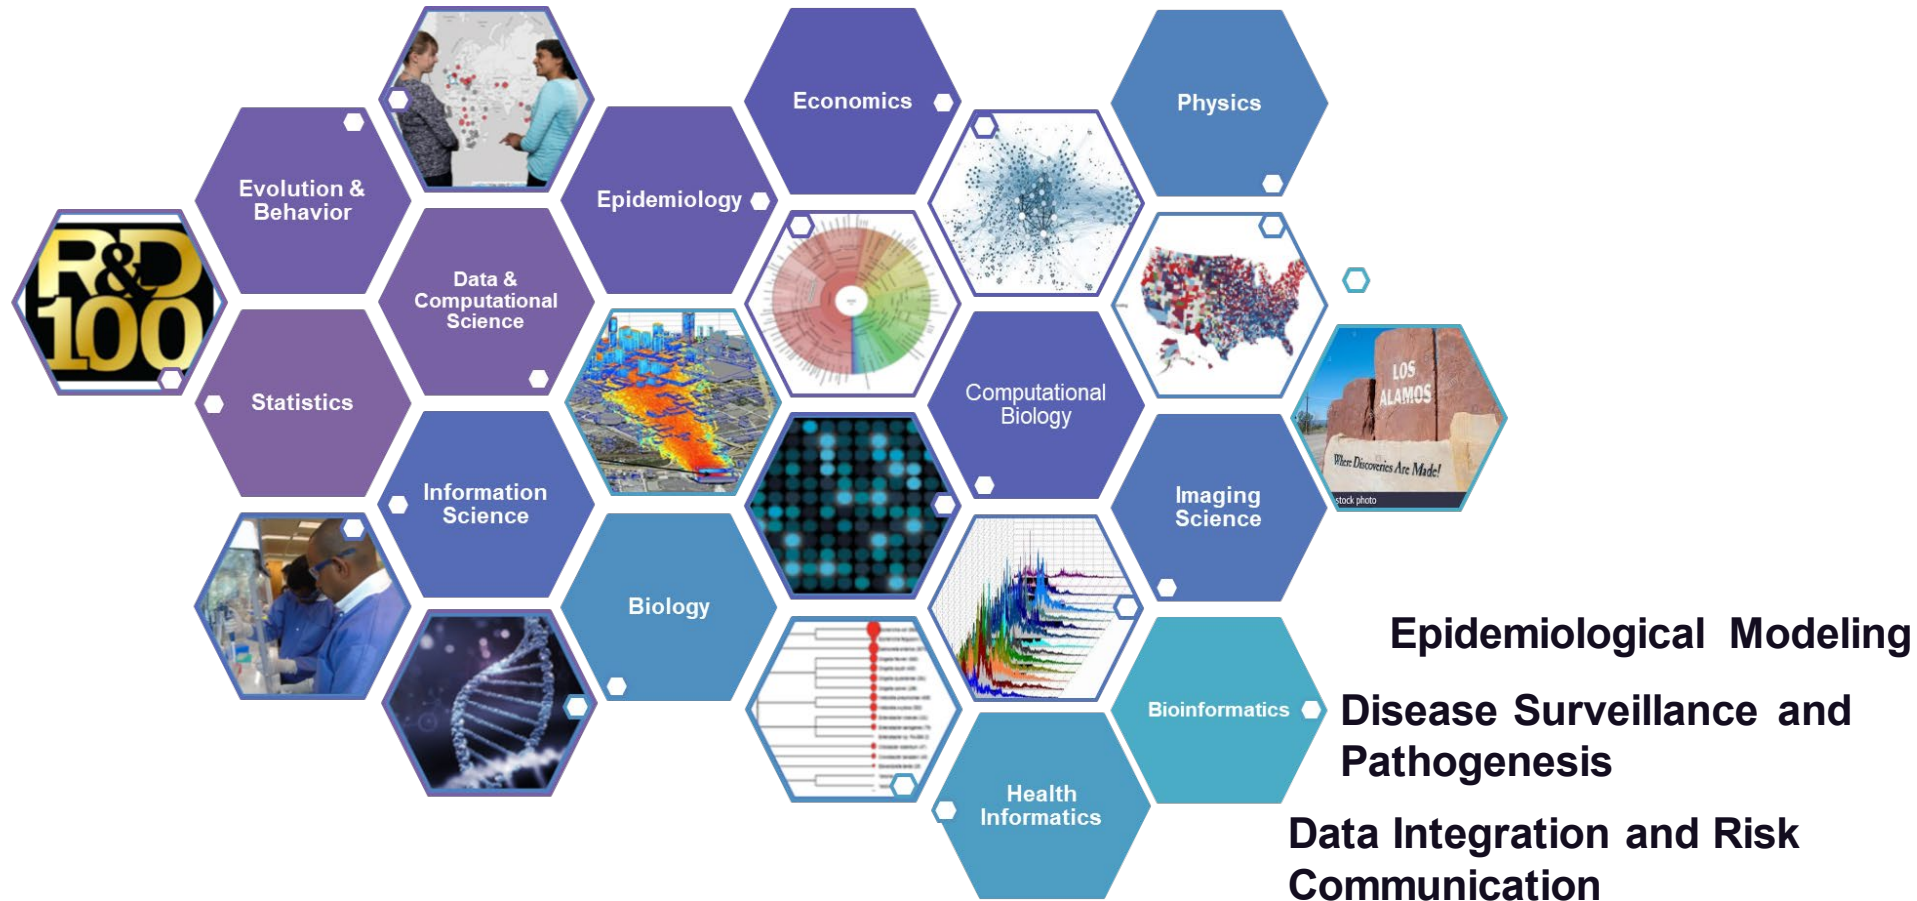 Economics
Physics
Evolution &
Behavior
Epidemiology
R&D
100
Data &
Computational
Science
LOS
ALAMOS
Where Discoveries Are Made!
stock photo
Statistics
Computational
Biology
Information
Science
Imaging
Science
Biology
Bioinformatics
Health
Informatics
Epidemiological Modeling
Disease Surveillance and
Pathogenesis
Data Integration and Risk
Communication